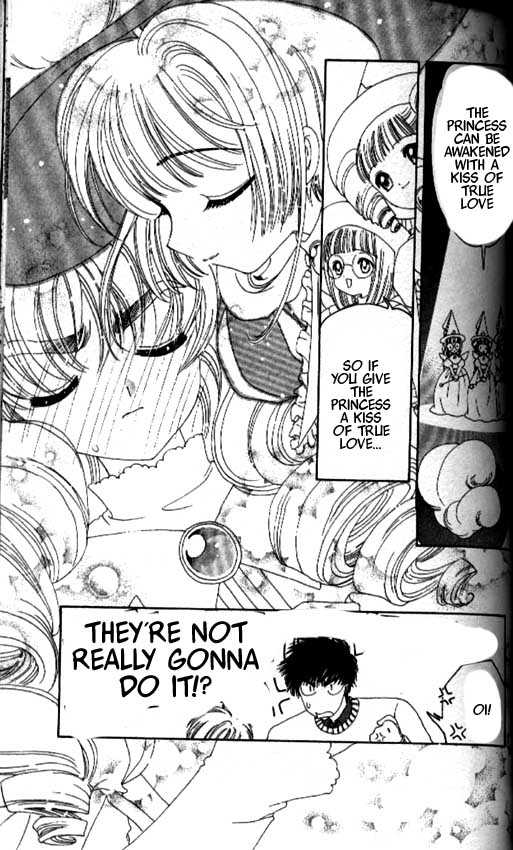 THE
PRINCESS
CAN BE
AWAKENED
WITH A
KISS OF
TRUE
LOVE
SO IF
YOU GIVE
THE
PRINCESS
A KISS
OF TRUE
LOVE...
THEY'RE NOT
REALLY GONNA
DO IT!?
OI!